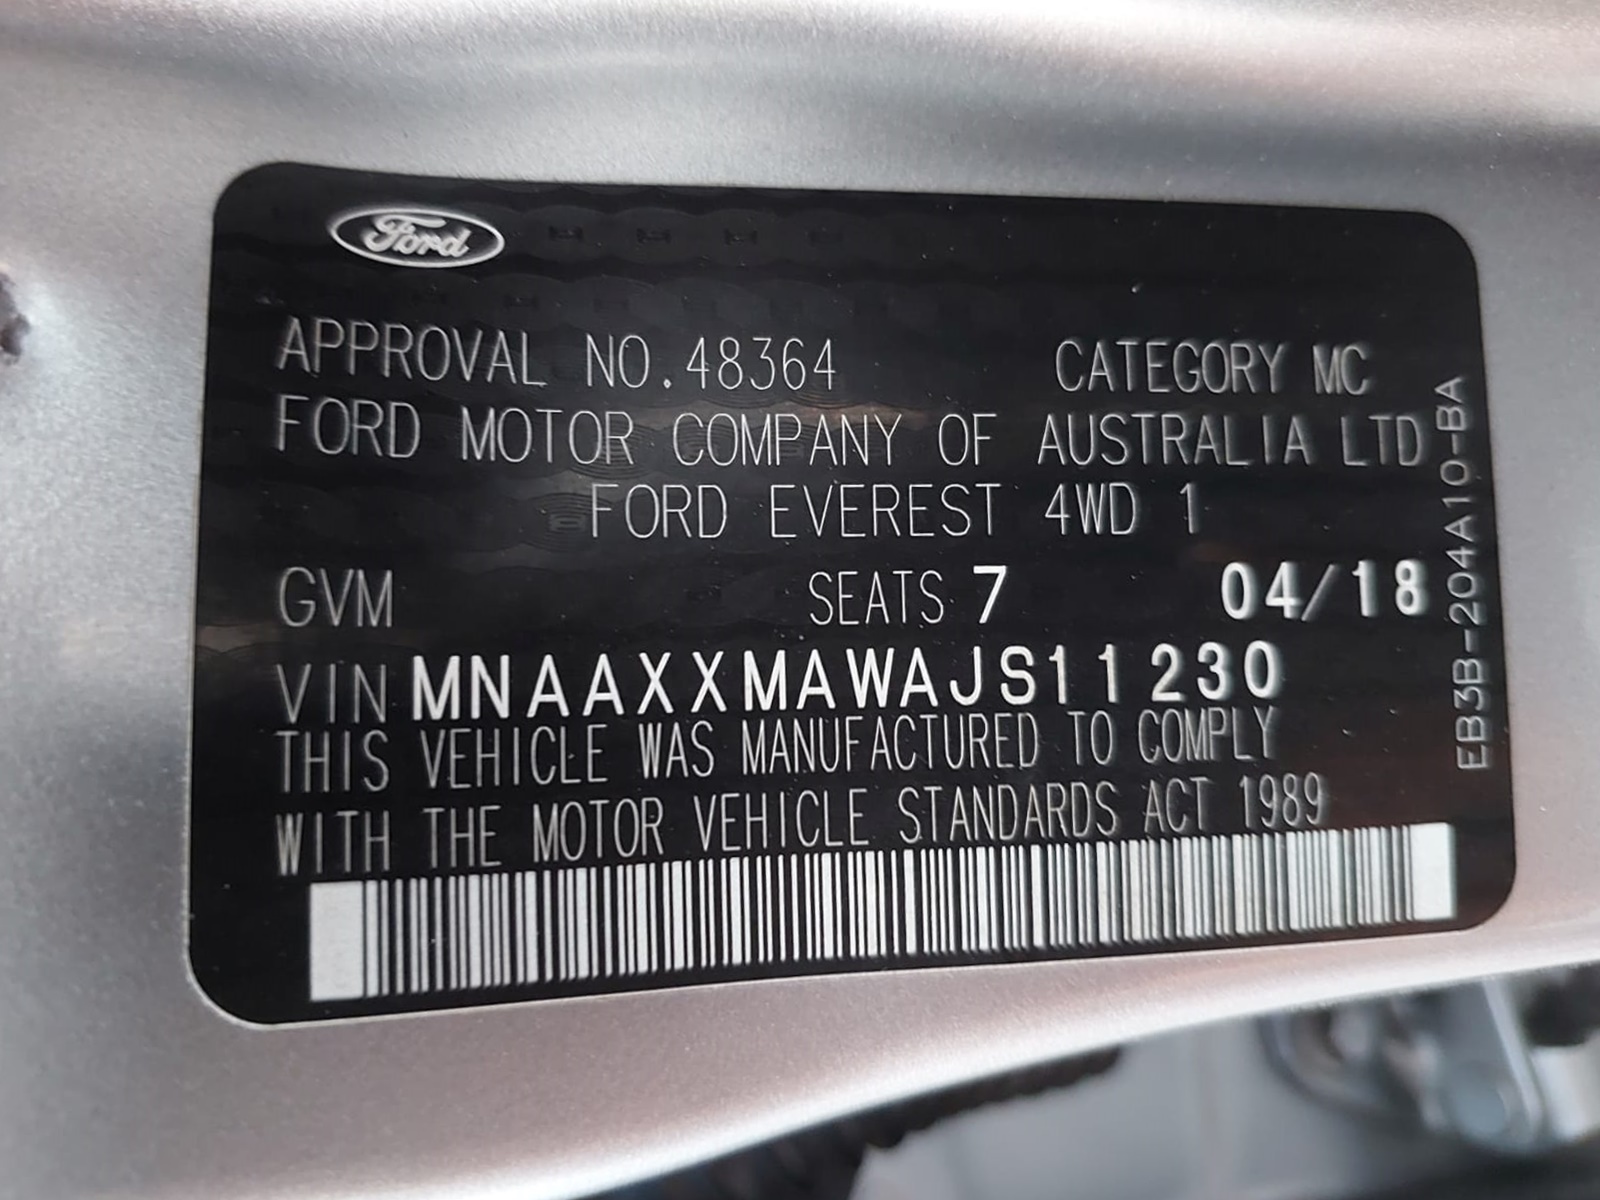 Ford
APPROVAL NO.48364 CATEGORY MC
FORD MOTOR COMPANY OF AUSTRALIA LTD
FORD EVEREST 4WD 1
GVM SEATS 7 04/18
VIN MNAAXXMAWAJS11230
THIS VEHICLE WAS MANUFACTURED TO COMPLY
WITH THE MOTOR VEHICLE STANDARDS ACT 1989
EB3B-204A10-BA